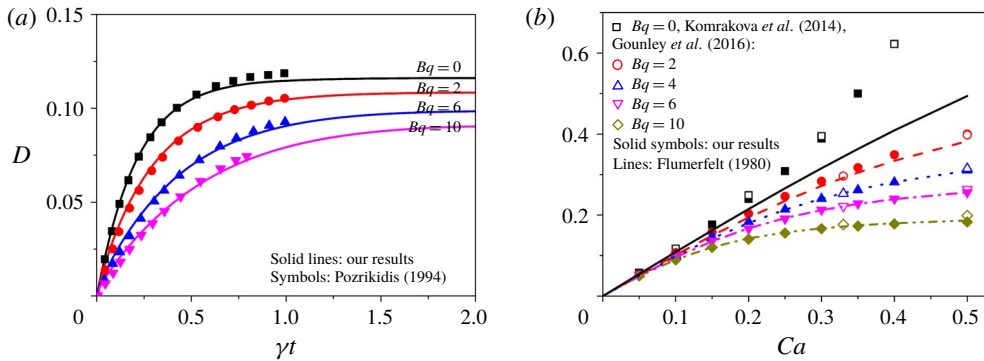 (a)
0.15
0.10
0.05
0
D
Bq = 0
Bq = 2
Bq = 6
Bq = 10
Solid lines: our results
Symbols: Pozrikidis (1994)
0.5
1.0
1.5
2.0
γt
(b)
0.6
0.4
0.2
0
Bq = 0, Komrakova et al. (2014),
Gounley et al. (2016):
Bq = 2
Bq = 4
Bq = 6
Bq = 10
Solid symbols: our results
Lines: Flumerfelt (1980)
0.1
0.2
0.3
0.4
0.5
Ca